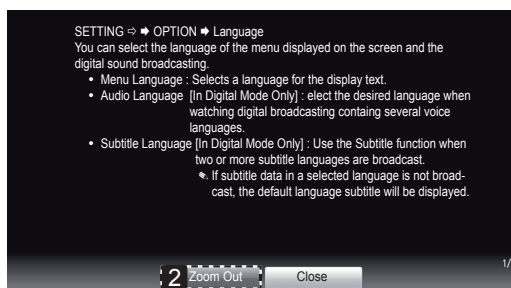 SETTING ⇨ ➡ OPTION ➡ Language
You can select the language of the menu displayed on the screen and the
digital sound broadcasting.
• Menu Language : Selects a language for the display text.
• Audio Language [In Digital Mode Only] : elect the desired language when
watching digital broadcasting containg several voice
languages.
• Subtitle Language [In Digital Mode Only] : Use the Subtitle function when
two or more subtitle languages are broadcast.
If subtitle data in a selected language is not broad-
cast, the default language subtitle will be displayed.
1/
2 Zoom Out Close